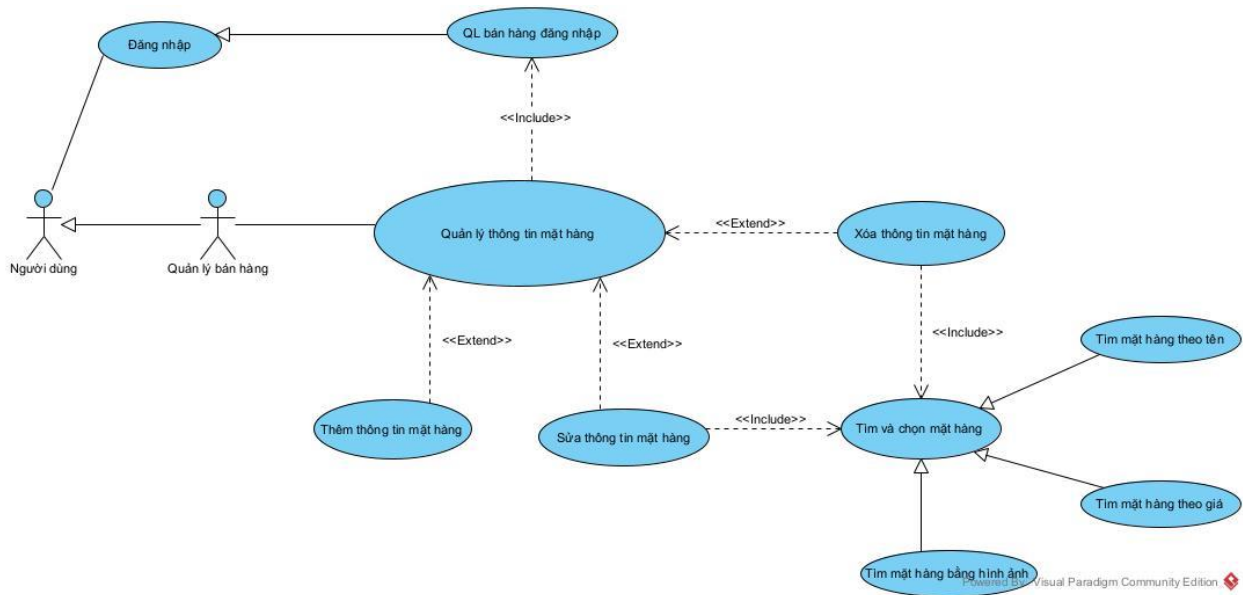 Đăng nhập
QL bán hàng đăng nhập
<<Include>>
Người dùng
Quản lý bán hàng
Quản lý thông tin mặt hàng
<<Extend>>
Xóa thông tin mặt hàng
<<Extend>>
<<Extend>>
<<Include>>
Tìm mặt hàng theo tên
Thêm thông tin mặt hàng
Sửa thông tin mặt hàng
<<Include>>
Tìm và chọn mặt hàng
Tìm mặt hàng theo giá
Tìm mặt hàng bằng hình ảnh
Powered By Visual Paradigm Community Edition